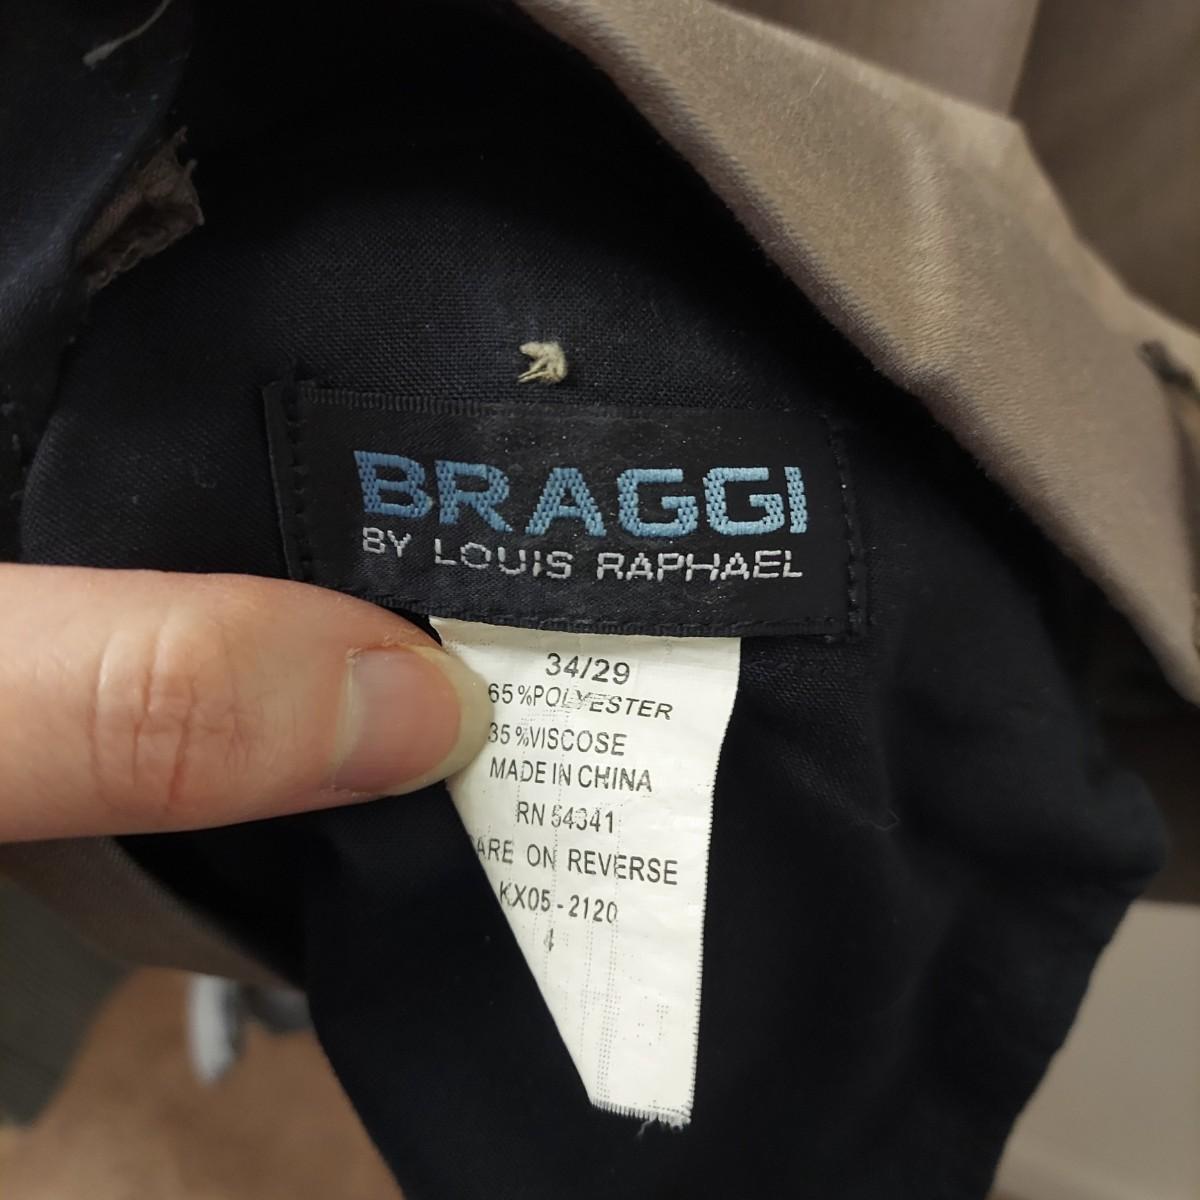 BRAGGI
BY LOUIS RAPHAEL
34/29
65%POLYESTER
35%VISCOSE
MADE IN CHINA
RN 54341
ARE ON REVERSE
KX05-2120
4